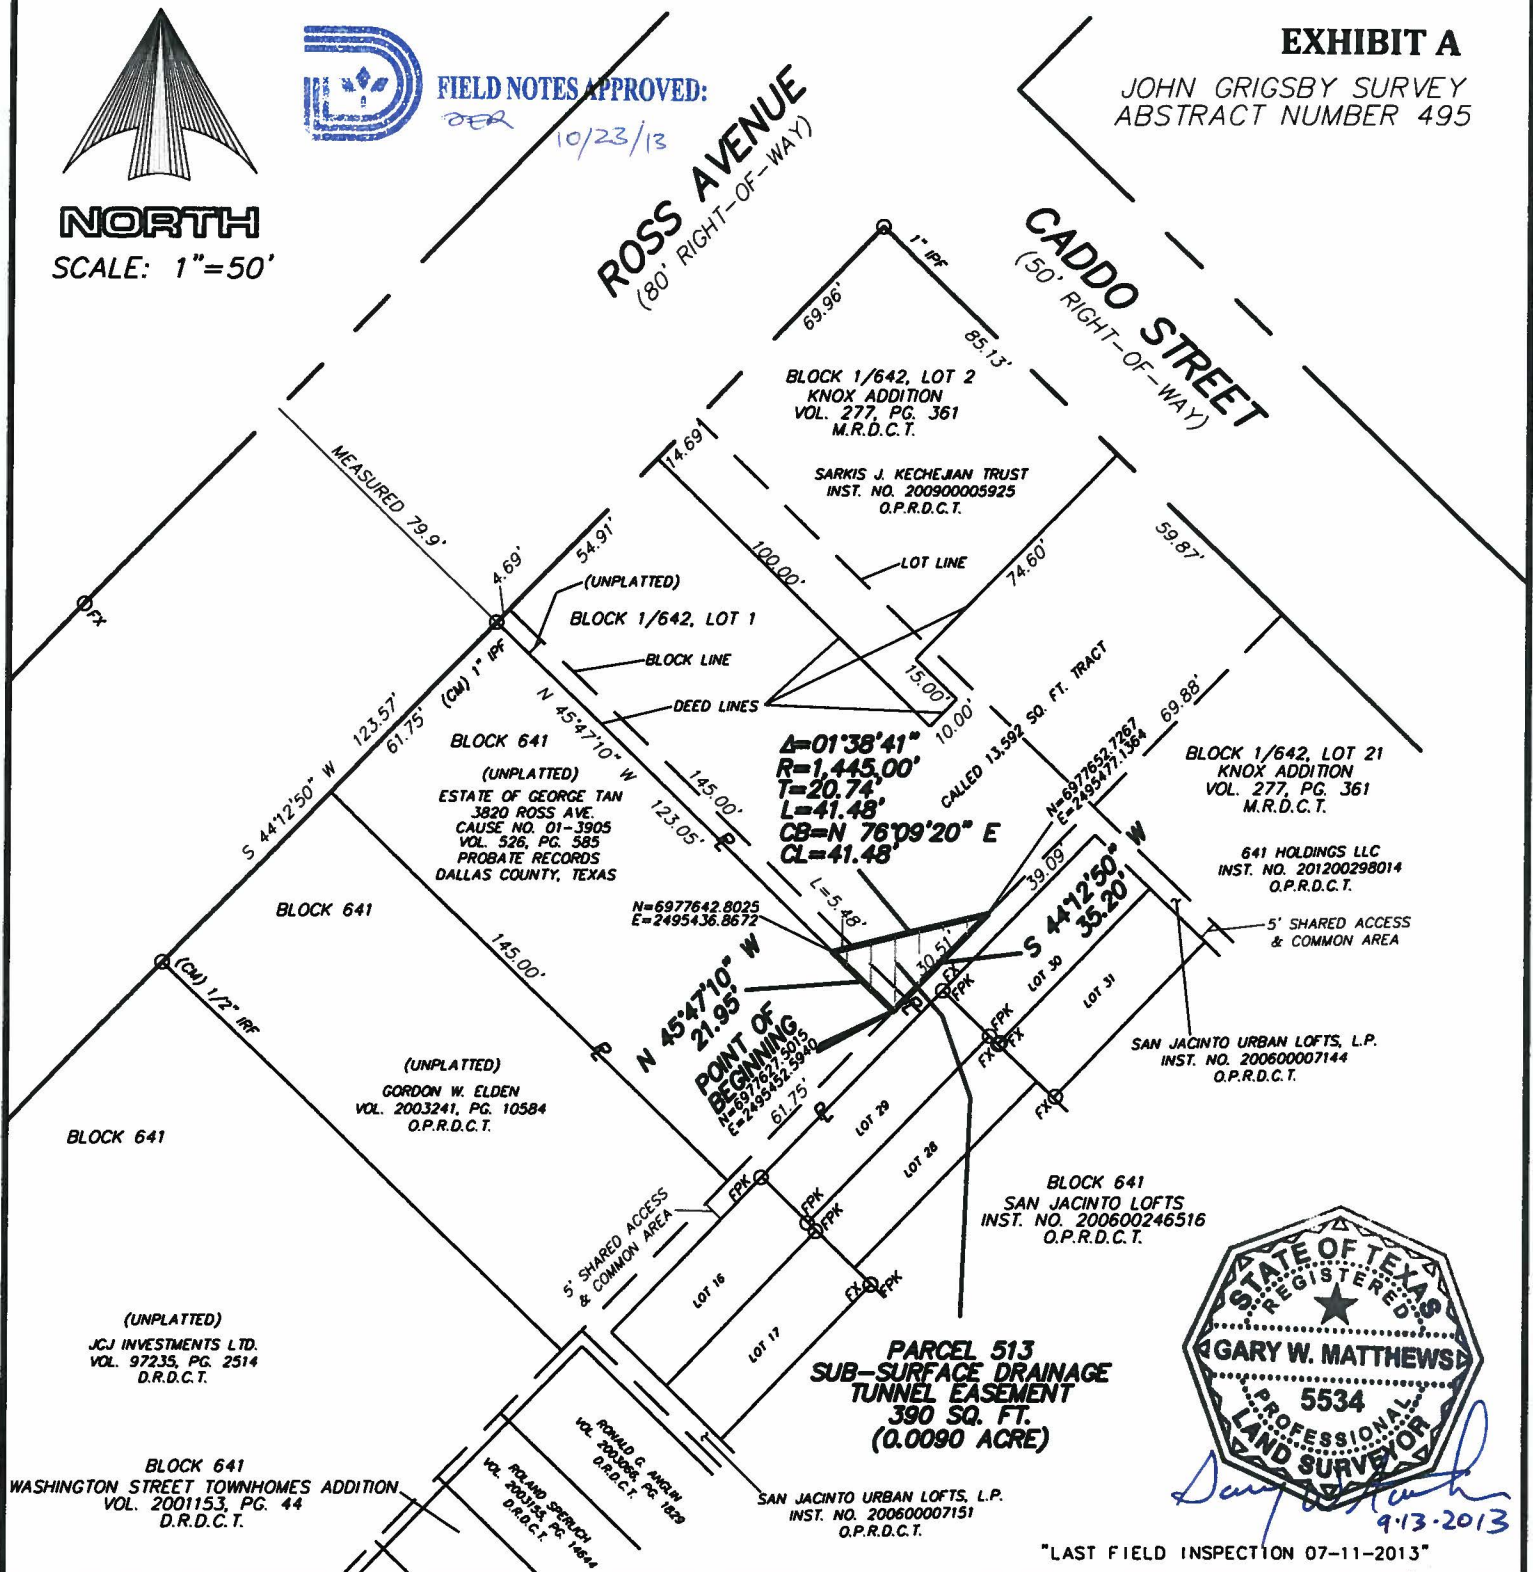 EXHIBIT A
JOHN GRIGSBY SURVEY
ABSTRACT NUMBER 495
NORTH
SCALE: 1"=50'
FIELD NOTES APPROVED:
10/23/13
ROSS AVENUE
(80' RIGHT-OF-WAY)
CADDO STREET
(50' RIGHT-OF-WAY)
1" IPF
69.96'
85.13'
BLOCK 1/642, LOT 2
KNOX ADDITION
VOL. 277, PG. 361
M.R.D.C.T.
SARKIS J. KECHEJIAN TRUST
INST. NO. 200900005925
O.P.R.D.C.T.
14.69'
MEASURED 79.9'
54.91'
4.69'
100.00'
LOT LINE
74.60'
59.87'
(UNPLATTED)
BLOCK 1/642, LOT 1
FX
BLOCK LINE
(CM) 1" IPF
DEED LINES
15.00'
10.00'
CALLED 13,592 SQ. FT. TRACT
69.88'
N=6977652.7267
E=2495477.1364
123.57'
61.75'
S 44°12'50" W
N 45°47'10" W
145.00'
123.05'
BLOCK 641
(UNPLATTED)
ESTATE OF GEORGE TAN
3820 ROSS AVE.
CAUSE NO. 01-3905
VOL. 526, PG. 585
PROBATE RECORDS
DALLAS COUNTY, TEXAS
Δ=01°38'41"
R=1,445.00'
T=20.74'
L=41.48'
CB=N 76°09'20" E
CL=41.48'
BLOCK 1/642, LOT 21
KNOX ADDITION
VOL. 277, PG. 361
M.R.D.C.T.
641 HOLDINGS LLC
INST. NO. 201200298014
O.P.R.D.C.T.
5' SHARED ACCESS
& COMMON AREA
39.09'
S 44°12'50" W
35.20'
L=5.48'
30.51'
N=6977642.8025
E=2495436.8672
N 45°47'10" W
21.95'
POINT OF
BEGINNING
N=6977627.5015
E=2495452.5940
61.75'
BLOCK 641
145.00'
(CM) 1/2" IRF
FX
FPK
LOT 30
LOT 31
FPK
FX
FX
FX
SAN JACINTO URBAN LOFTS, L.P.
INST. NO. 200600007144
O.P.R.D.C.T.
(UNPLATTED)
GORDON W. ELDEN
VOL. 2003241, PG. 10584
O.P.R.D.C.T.
BLOCK 641
LOT 29
LOT 28
FPK
FPK
FPK
FX
FPK
5' SHARED ACCESS
& COMMON AREA
LOT 16
LOT 17
BLOCK 641
SAN JACINTO LOFTS
INST. NO. 200600246516
O.P.R.D.C.T.
(UNPLATTED)
JCJ INVESTMENTS LTD.
VOL. 97235, PG. 2514
D.R.D.C.T.
PARCEL 513
SUB-SURFACE DRAINAGE
TUNNEL EASEMENT
390 SQ. FT.
(0.0090 ACRE)
STATE OF TEXAS
REGISTERED
GARY W. MATTHEWS
5534
PROFESSIONAL
LAND SURVEYOR
9·13·2013
BLOCK 641
WASHINGTON STREET TOWNHOMES ADDITION
VOL. 2001153, PG. 44
D.R.D.C.T.
RONALD G. ANGLIN
VOL. 2003066, PG. 1829
D.R.D.C.T.
ROLAND SPERLICH
VOL. 2003155, PG. 14644
D.R.D.C.T.
SAN JACINTO URBAN LOFTS, L.P.
INST. NO. 200600007151
O.P.R.D.C.T.
"LAST FIELD INSPECTION 07-11-2013"